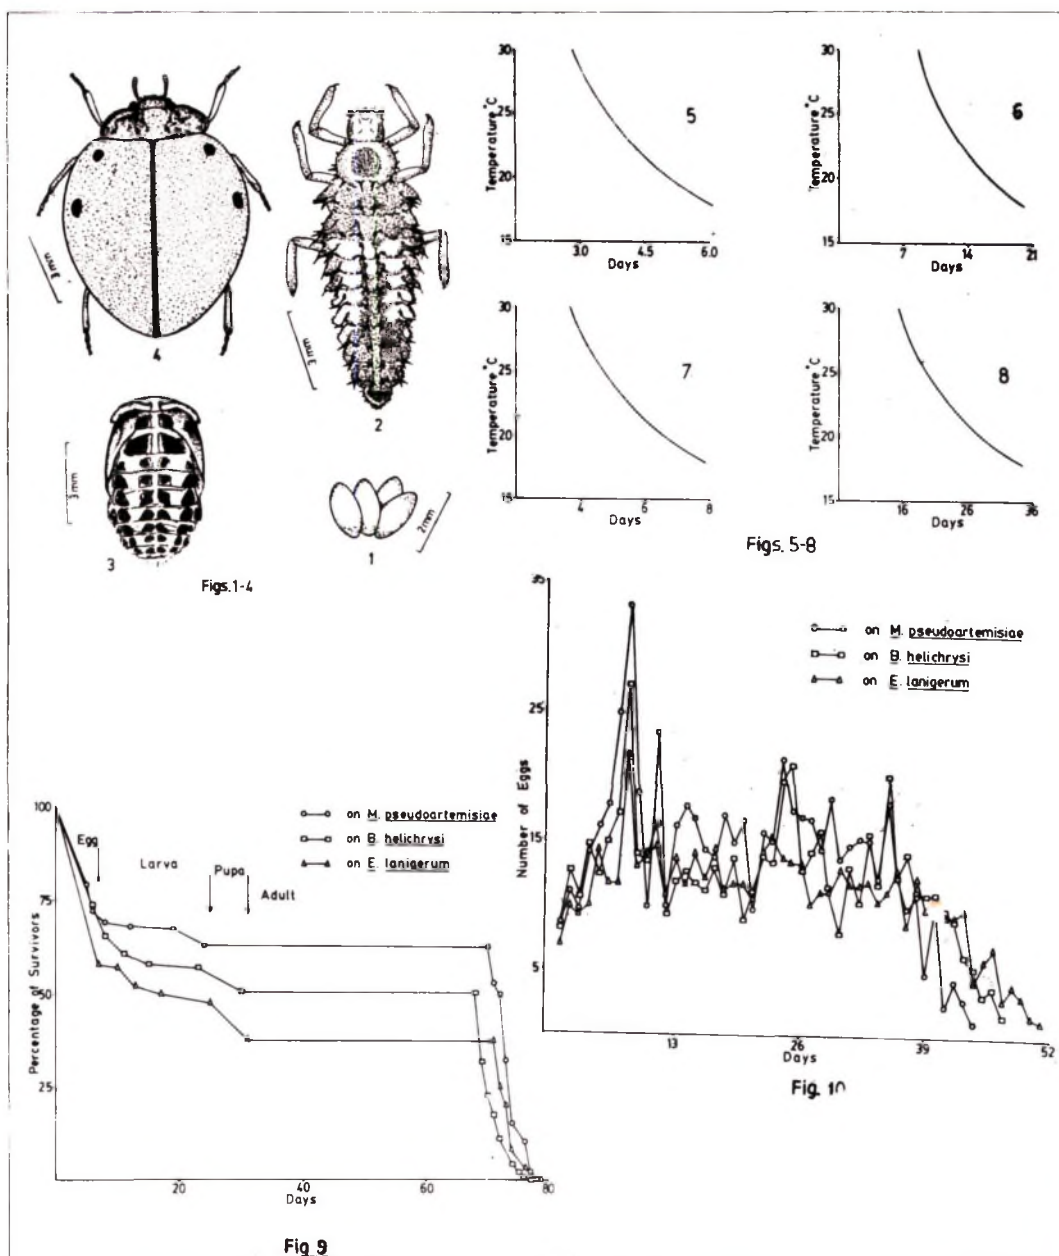 3mm
4
3mm
2
3mm
3
1
2mm
Figs. 1-4
30
25
20
15
Temperature °C
5
3.0
4.5
6.0
Days
30
25
20
15
Temperature °C
6
7
14
21
Days
30
25
20
15
Temperature °C
7
4
6
8
Days
30
25
20
15
Temperature °C
8
16
26
36
Days
Figs. 5-8
100
75
50
25
Percentage of Survivors
Egg
Larva
Pupa
Adult
on M. pseudoartemisiae
on B. helichrysi
on E. lanigerum
20
40
60
80
Days
Fig 9
35
25
15
5
Number of Eggs
on M. pseudoartemisiae
on B. helichrysi
on E. lanigerum
13
26
39
52
Days
Fig. 10